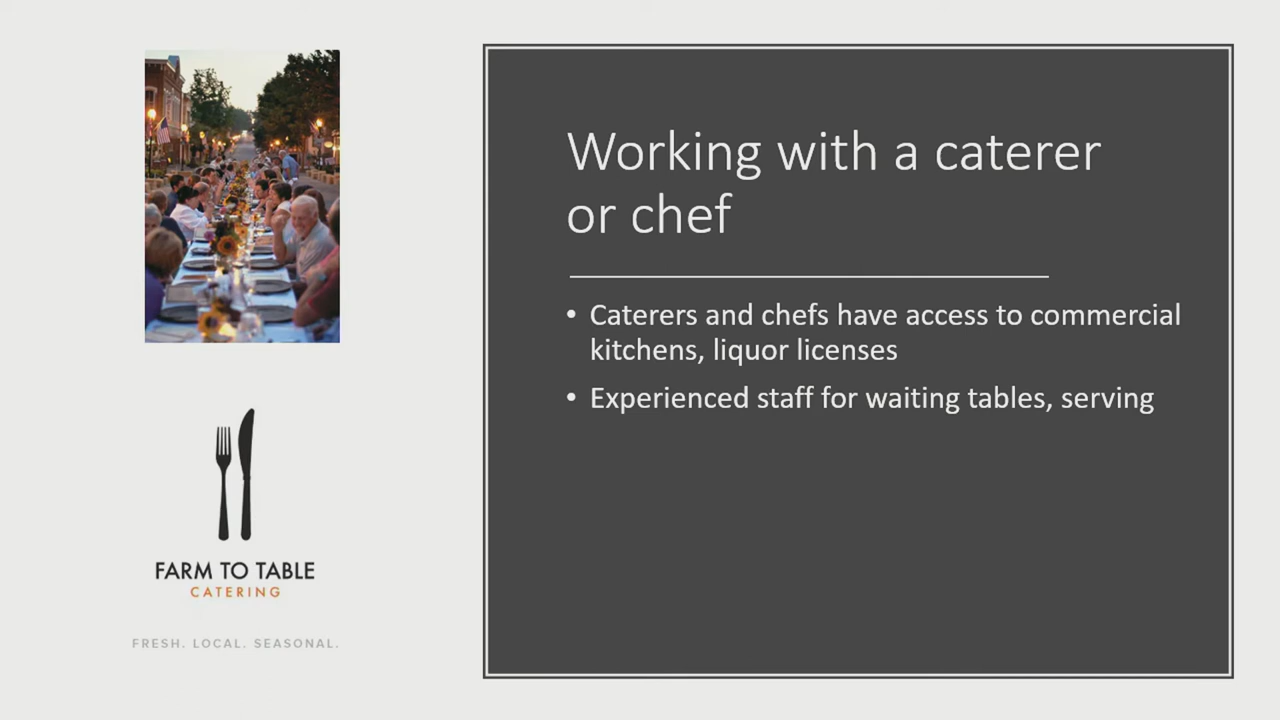 Working with a caterer
or chef
• Caterers and chefs have access to commercial
kitchens, liquor licenses
• Experienced staff for waiting tables, serving
FARM TO TABLE
CATERING
FRESH. LOCAL. SEASONAL.